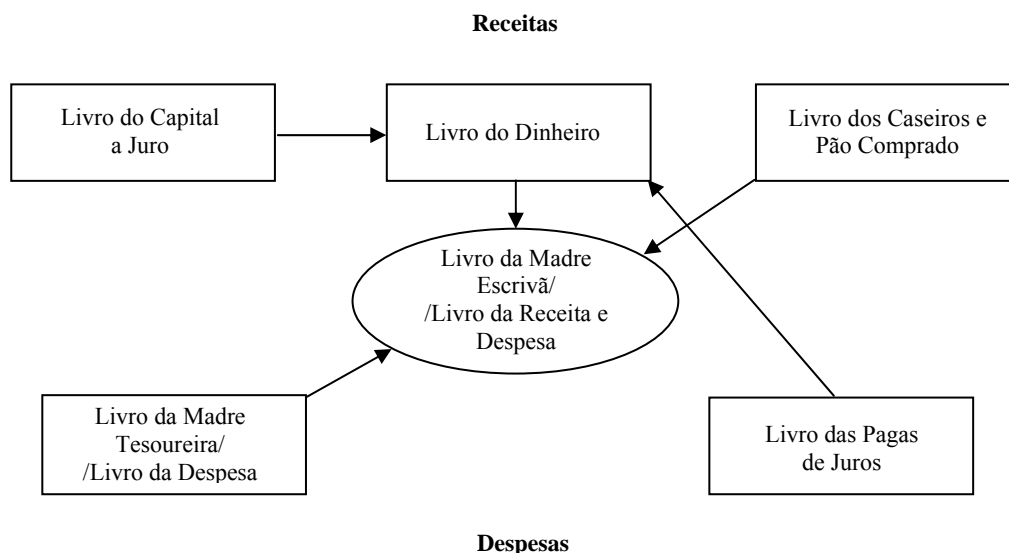 Receitas
Livro do Capital
a Juro
Livro do Dinheiro
Livro dos Caseiros e
Pão Comprado
Livro da Madre
Escrivã/
/Livro da Receita e
Despesa
Livro da Madre
Tesoureira/
/Livro da Despesa
Livro das Pagas
de Juros
Despesas